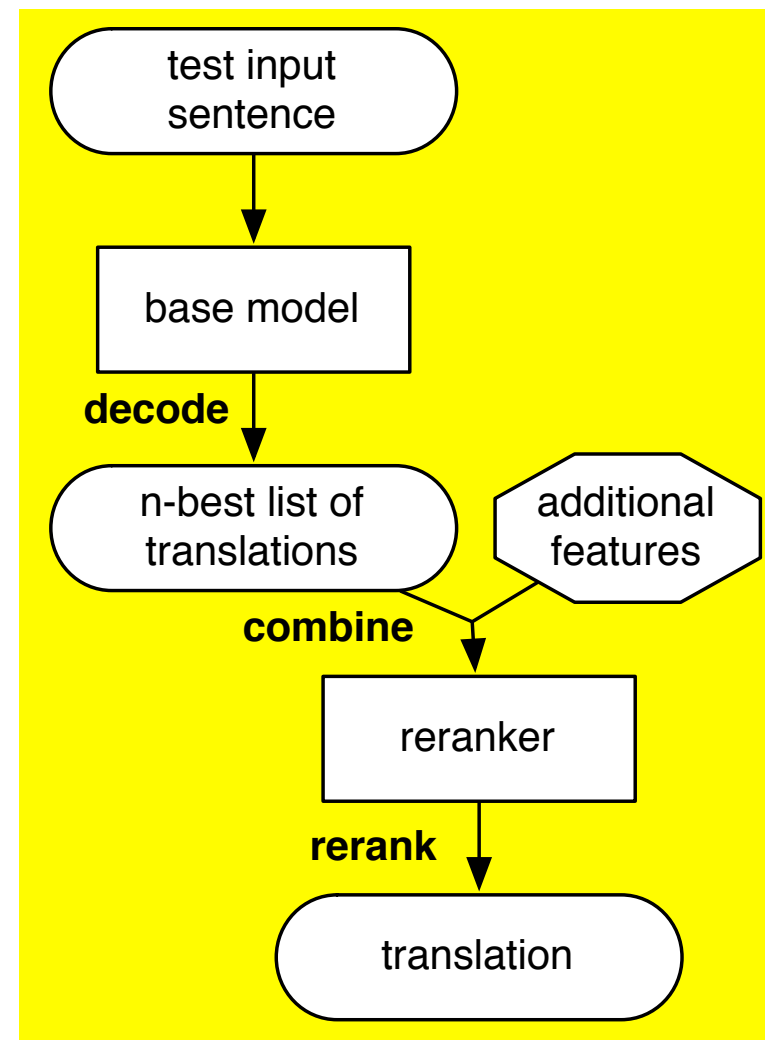 test input
sentence
base model
decode
n-best list of
translations
additional
features
combine
reranker
rerank
translation